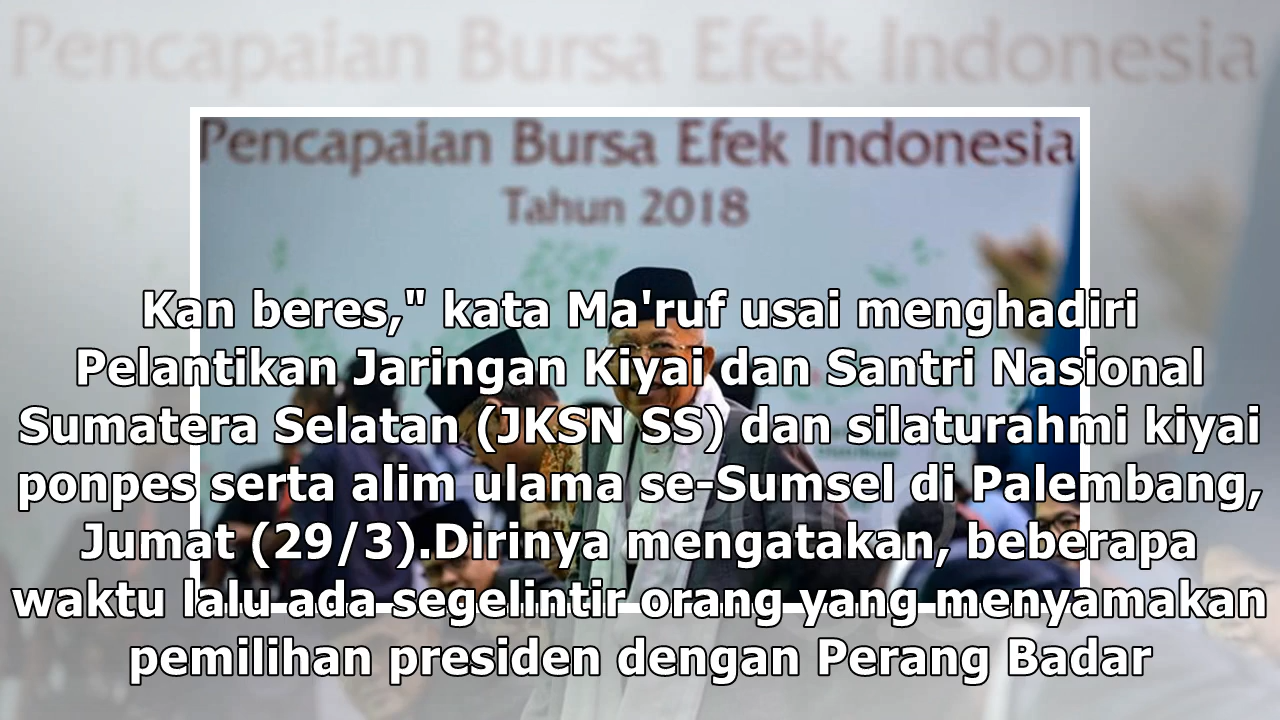 Pencapaian Bursa Efek Indonesia
Pencapaian Bursa Efek Indonesia
Tahun 2018
Kan beres," kata Ma'ruf usai menghadiri
Pelantikan Jaringan Kiyai dan Santri Nasional
Sumatera Selatan (JKSN SS) dan silaturahmi kiyai
ponpes serta alim ulama se-Sumsel di Palembang,
Jumat (29/3).Dirinya mengatakan, beberapa
waktu lalu ada segelintir orang yang menyamakan
pemilihan presiden dengan Perang Badar